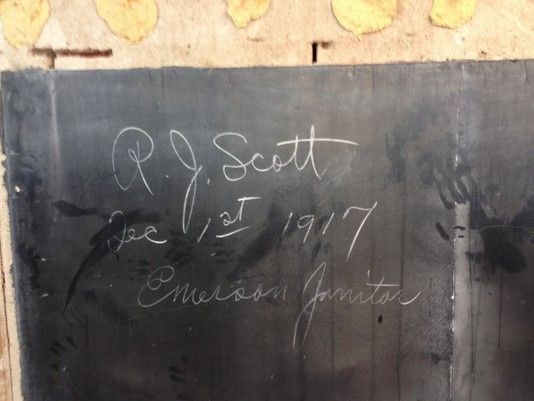 R. J. Scott
Dec 1st 1917
Emerson Janitor